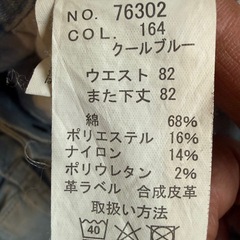 NO. 76302
COL. 164
クールブルー
ウエスト 82
また下丈 82
綿 68%
ポリエステル 16%
ナイロン 14%
ポリウレタン 2%
革ラベル 合成皮革
取扱い方法
40